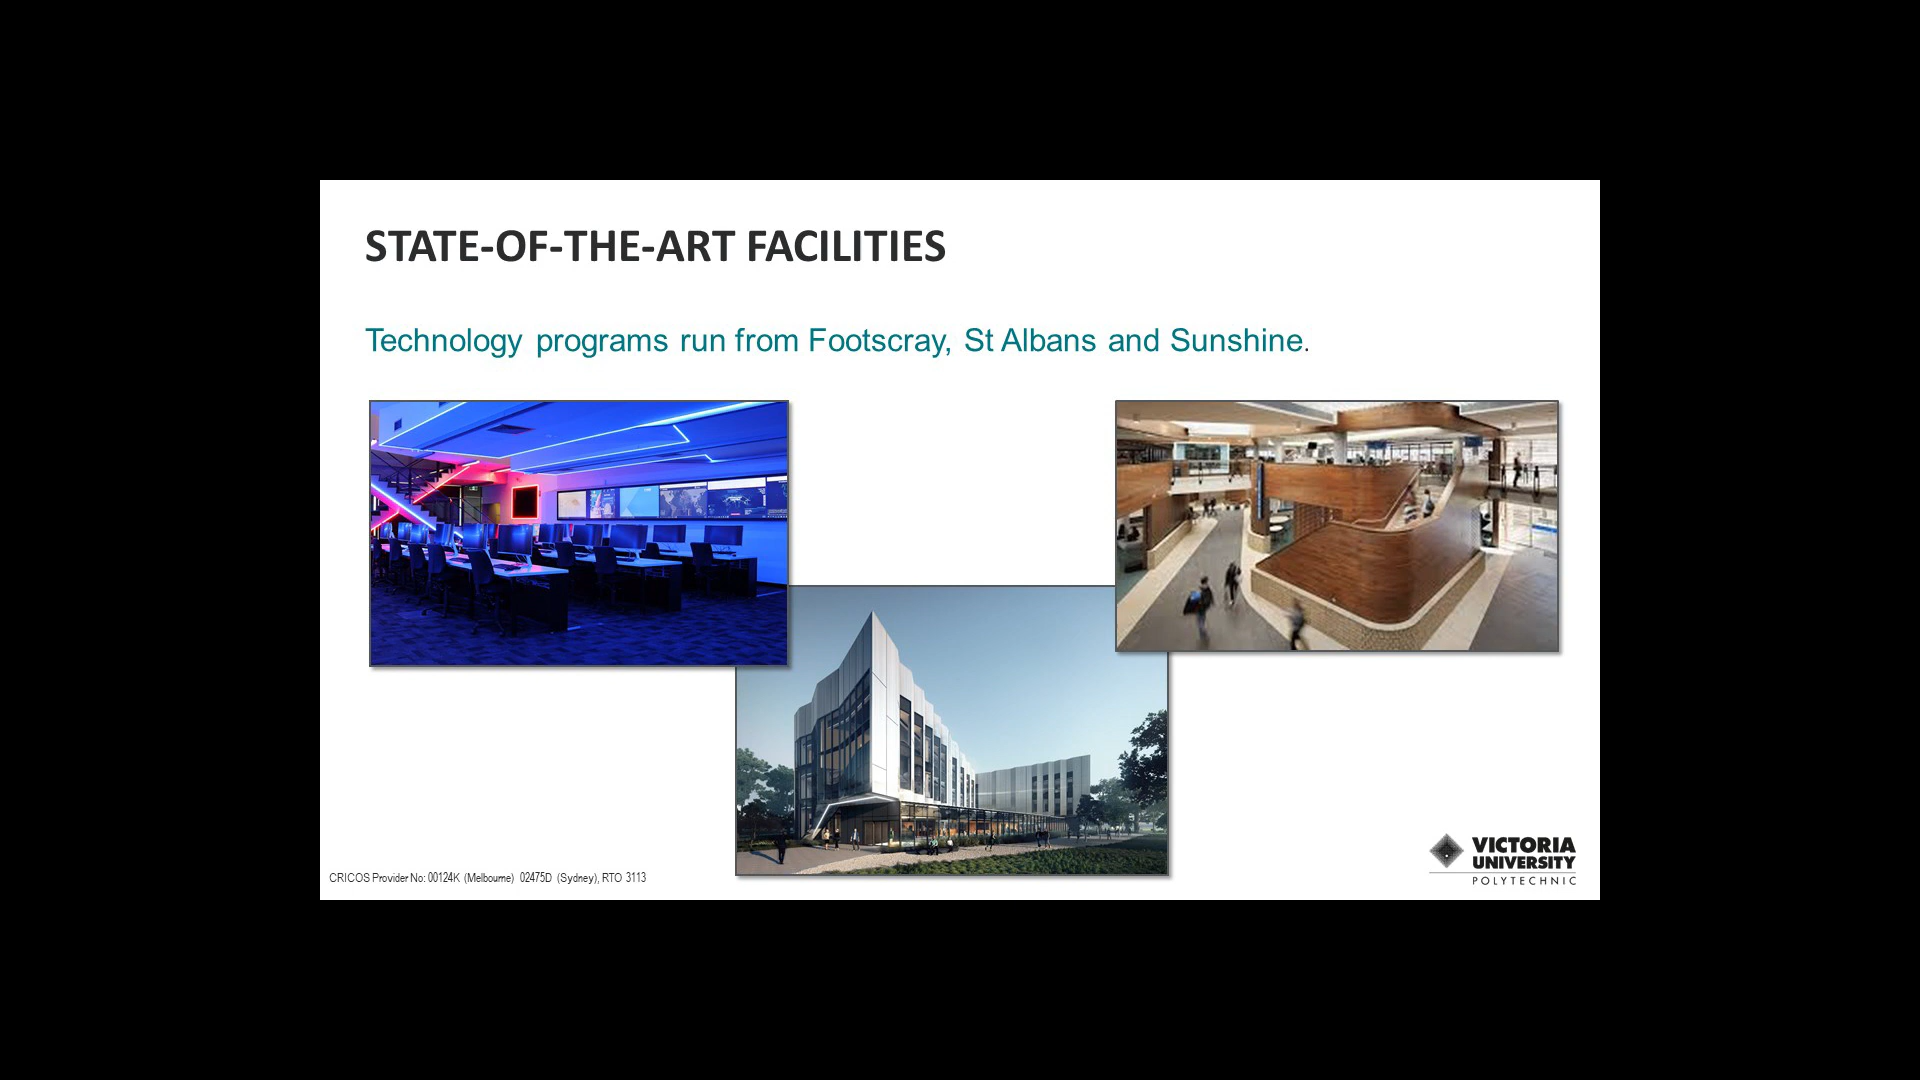 STATE-OF-THE-ART FACILITIES
Technology programs run from Footscray, St Albans and Sunshine.
CRICOS Provider No: 00124K (Melbourne) 02475D (Sydney), RTO 3113
VICTORIA
UNIVERSITY
POLYTECHNIC